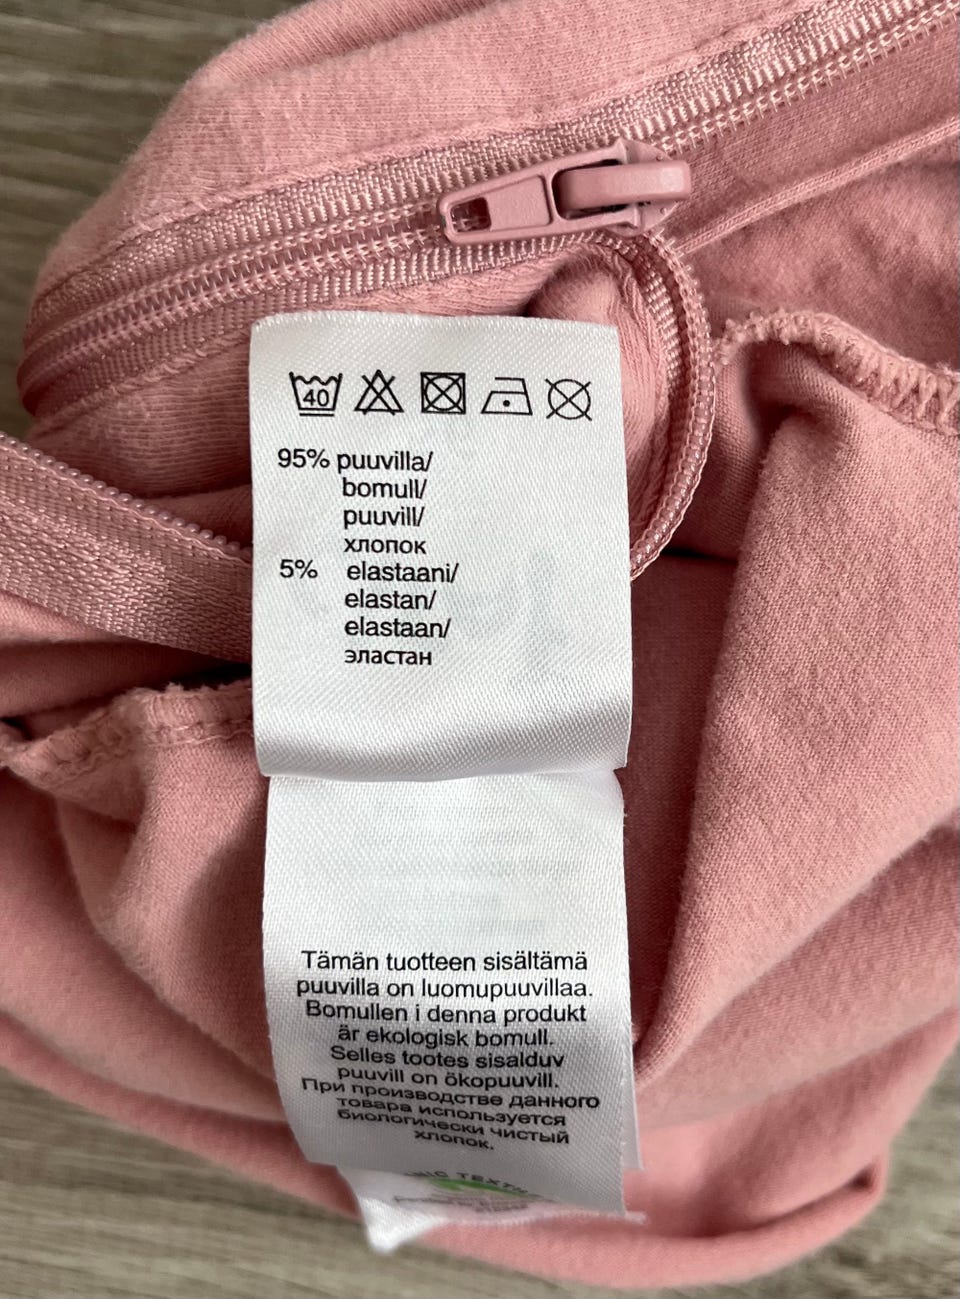 40
95% puuvilla/
bomull/
puuvill/
хлопок
5% elastaani/
elastan/
elastaan/
эластан
Tämän tuotteen sisältämä
puuvilla on luomupuuvillaa.
Bomullen i denna produkt
är ekologisk bomull.
Selles tootes sisalduv
puuvill on ökopuuvill.
При производстве данного
товара используется
биологически чистый
хлопок.